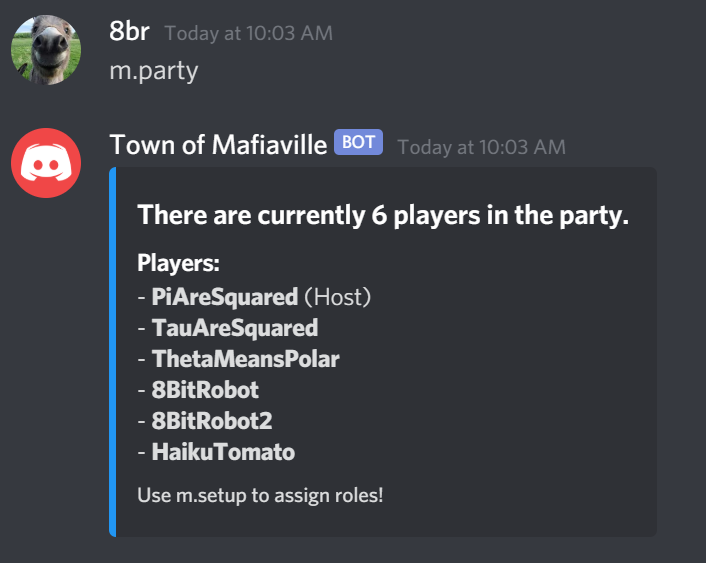 8br Today at 10:03 AM
m.party
Town of Mafiaville BOT Today at 10:03 AM
There are currently 6 players in the party.
Players:
- PiAreSquared (Host)
- TauAreSquared
- ThetaMeansPolar
- 8BitRobot
- 8BitRobot2
- HaikuTomato
Use m.setup to assign roles!